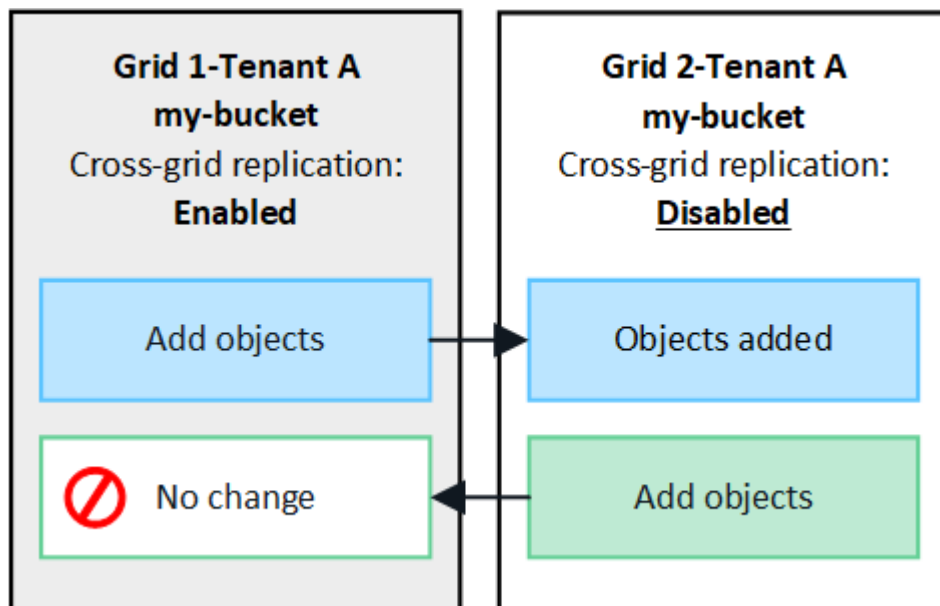 Grid 1-Tenant A
my-bucket
Cross-grid replication:
Enabled
Add objects
No change
Grid 2-Tenant A
my-bucket
Cross-grid replication:
Disabled
Objects added
Add objects